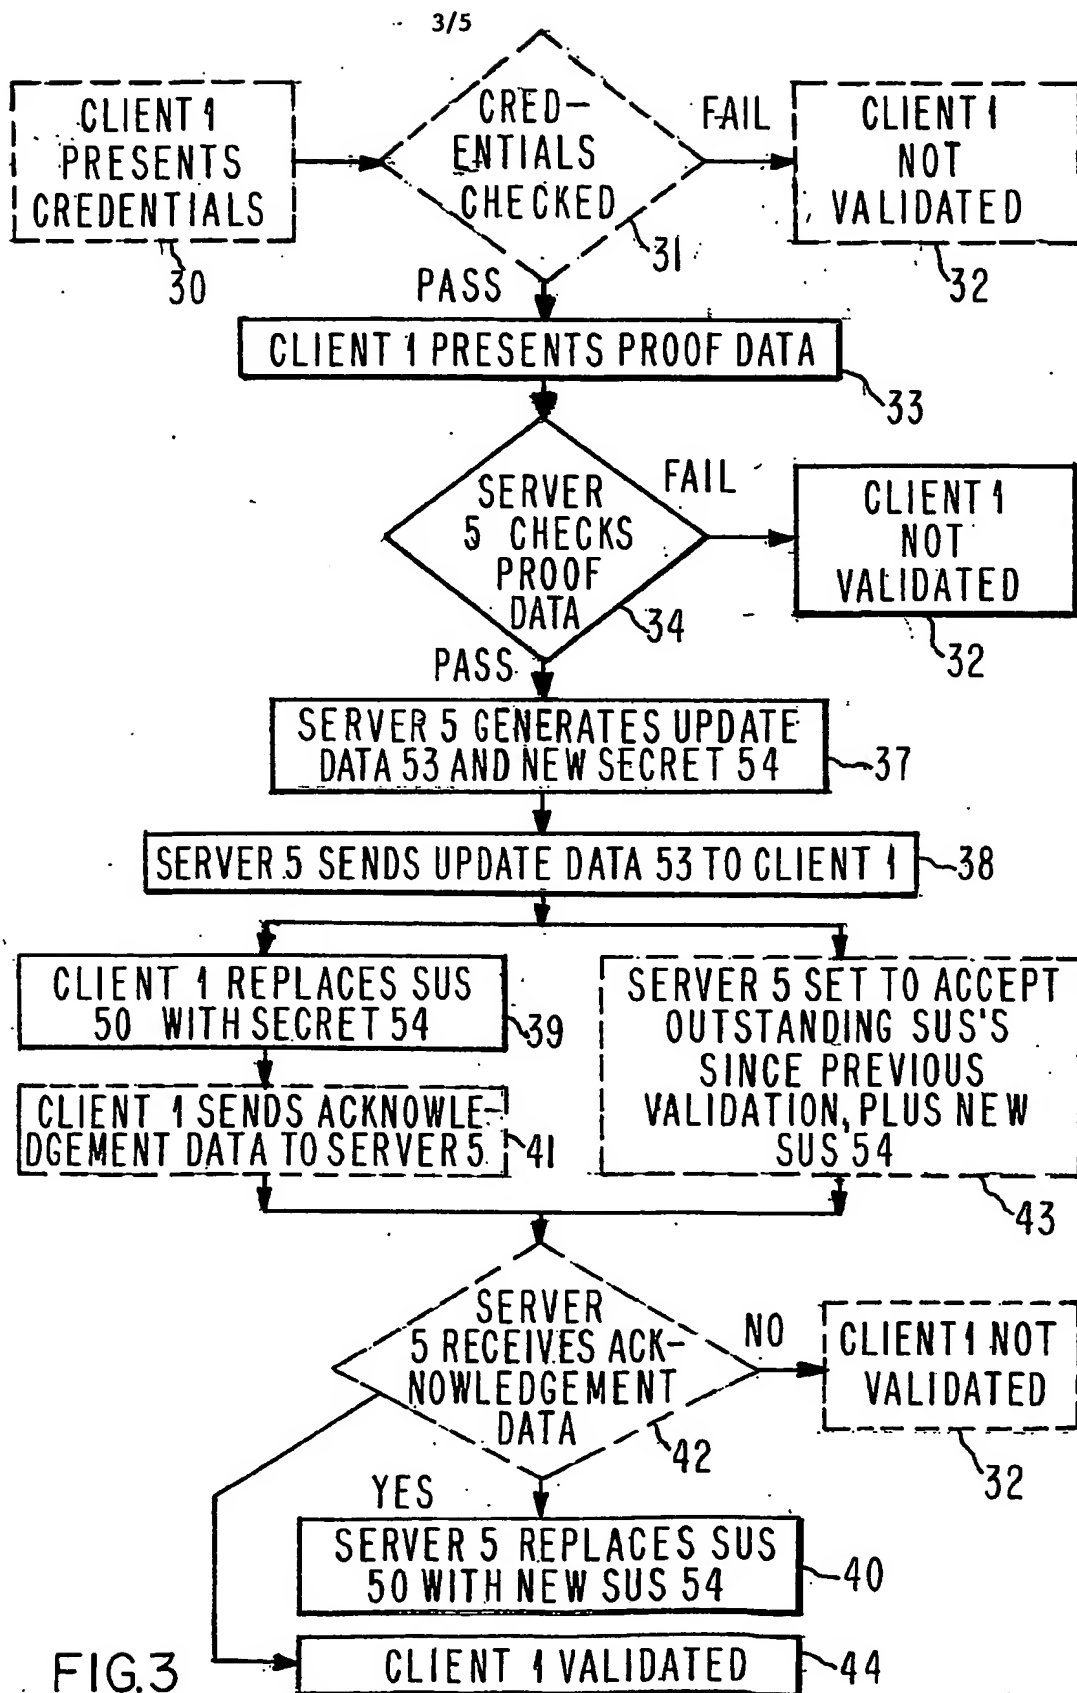 3/5
CLIENT 1
PRESENTS
CREDENTIALS
30
CRED-
ENTIALS
CHECKED
31
FAIL
CLIENT 1
NOT
VALIDATED
32
PASS
CLIENT 1 PRESENTS PROOF DATA
33
SERVER
5 CHECKS
PROOF
DATA
34
FAIL
CLIENT 1
NOT
VALIDATED
32
PASS
SERVER 5 GENERATES UPDATE
DATA 53 AND NEW SECRET 54
37
SERVER 5 SENDS UPDATE DATA 53 TO CLIENT 1
38
CLIENT 1 REPLACES SUS
50 WITH SECRET 54
39
CLIENT 1 SENDS ACKNOWLE-
DGEMENT DATA TO SERVER 5
41
SERVER 5 SET TO ACCEPT
OUTSTANDING SUS'S
SINCE PREVIOUS
VALIDATION, PLUS NEW
SUS 54
43
SERVER
5 RECEIVES ACK-
NOWLEDGEMENT
DATA
42
NO
CLIENT 1 NOT
VALIDATED
32
YES
SERVER 5 REPLACES SUS
50 WITH NEW SUS 54
40
CLIENT 1 VALIDATED
44
FIG.3